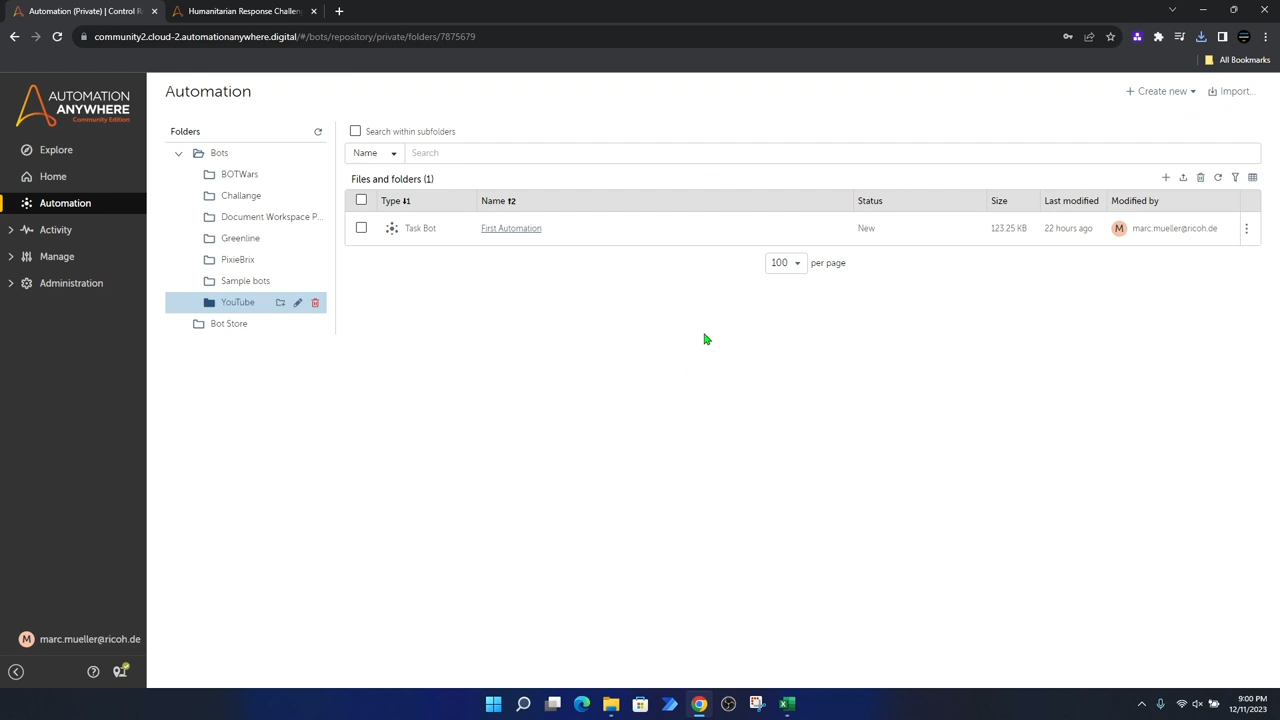 Automation (Private) | Control R
Humanitarian Response Challen
community2.cloud-2.automationanywhere.digital/#/bots/repository/private/folders/7875679
All Bookmarks
AUTOMATION
ANYWHERE
Community Edition
Explore
Home
Automation
Activity
Manage
Administration
M marc.mueller@ricoh.de
Automation
Create new
Import...
Folders
Bots
BOTWars
Challange
Document Workspace P...
Greenline
PixieBrix
Sample bots
YouTube
Bot Store
Search within subfolders
Name Search
Files and folders (1)
Type Name Status Size Last modified Modified by
Task Bot First Automation New 123.25 KB 22 hours ago M marc.mueller@ricoh.de
100 per page
9:00 PM
12/11/2023